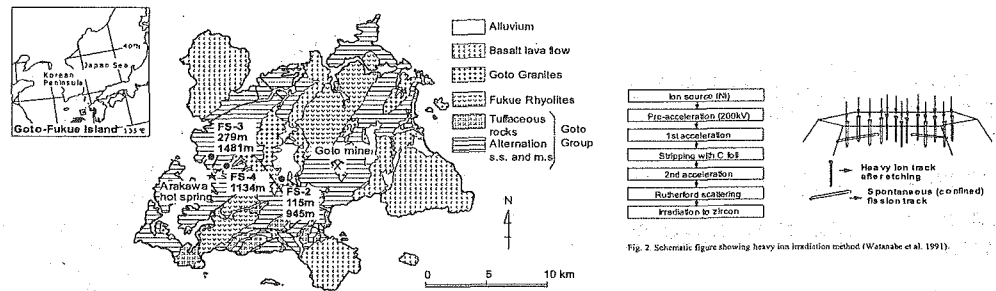 40°N
Japan Sea
Korean
Peninsula
Goto-Fukue Island
135°E
FS-3
279m
1481m
FS-4
1134m
FS-2
115m
945m
Goto mine
Arakawa
hot spring
Alluvium
Basalt lava flow
Goto Granites
Fukue Rhyolites
Tuffaceous
rocks
Alternation
s.s. and m.s
Goto
Group
N
0 5 10 km
Ion source (Ni)
Pre-acceleration (200kV)
1st acceleration
Stripping with C foil
2nd acceleration
Rutherford scattering
Irradiation to zircon
Heavy ion track
after etching
Spontaneous (confined)
fission track
Fig. 2. Schematic figure showing heavy ion irradiation method (Watanabe et al. 1991).